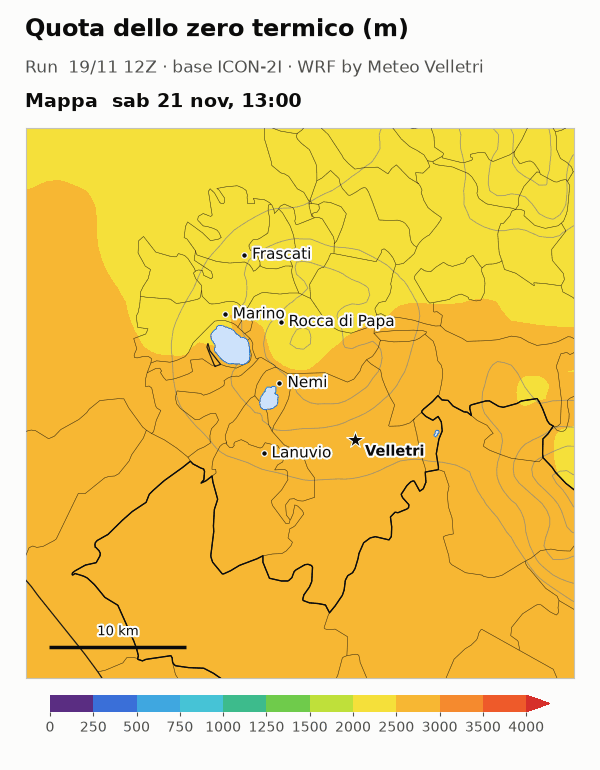 Quota dello zero termico (m)
Run  19/11 12Z · base ICON-2I · WRF by Meteo Velletri
Mappa  sab 21 nov, 13:00
Frascati
Marino
Rocca di Papa
Nemi
Velletri
Lanuvio
10 km
0 250 500 750 1000 1250 1500 2000 2500 3000 3500 4000